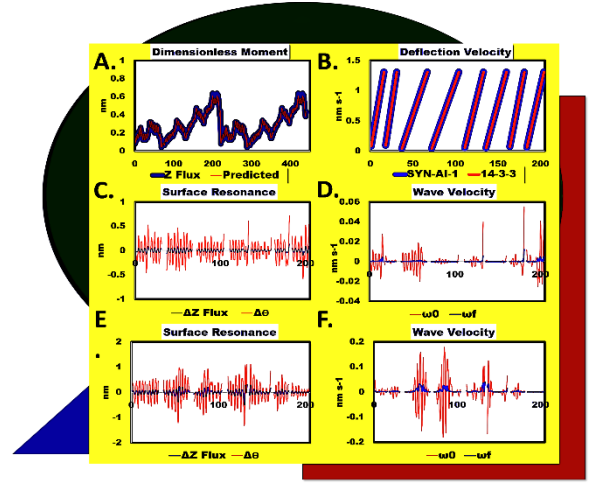 A. Dimensionless Moment
1
0.8
0.6
0.4
0.2
0
nm
0 100 200 300 400
Z Flux Predicted
B. Deflection Velocity
1.5
1
0.5
0
nm s-1
0 50 100 150 200
SYN-AI-1 14-3-3
C. Surface Resonance
1
0.5
0
-0.5
-1
nm
0 100 200
ΔZ Flux Δθ
D. Wave Velocity
0.06
0.04
0.02
0
-0.02
-0.04
nm s-1
0 100 200
ω0 ωf
E
.
Surface Resonance
2
1
0
-1
-2
nm
0 100 200
ΔZ Flux Δθ
F. Wave Velocity
0.2
0.1
0
-0.1
-0.2
nm s-1
0 100 200
ω0 ωf